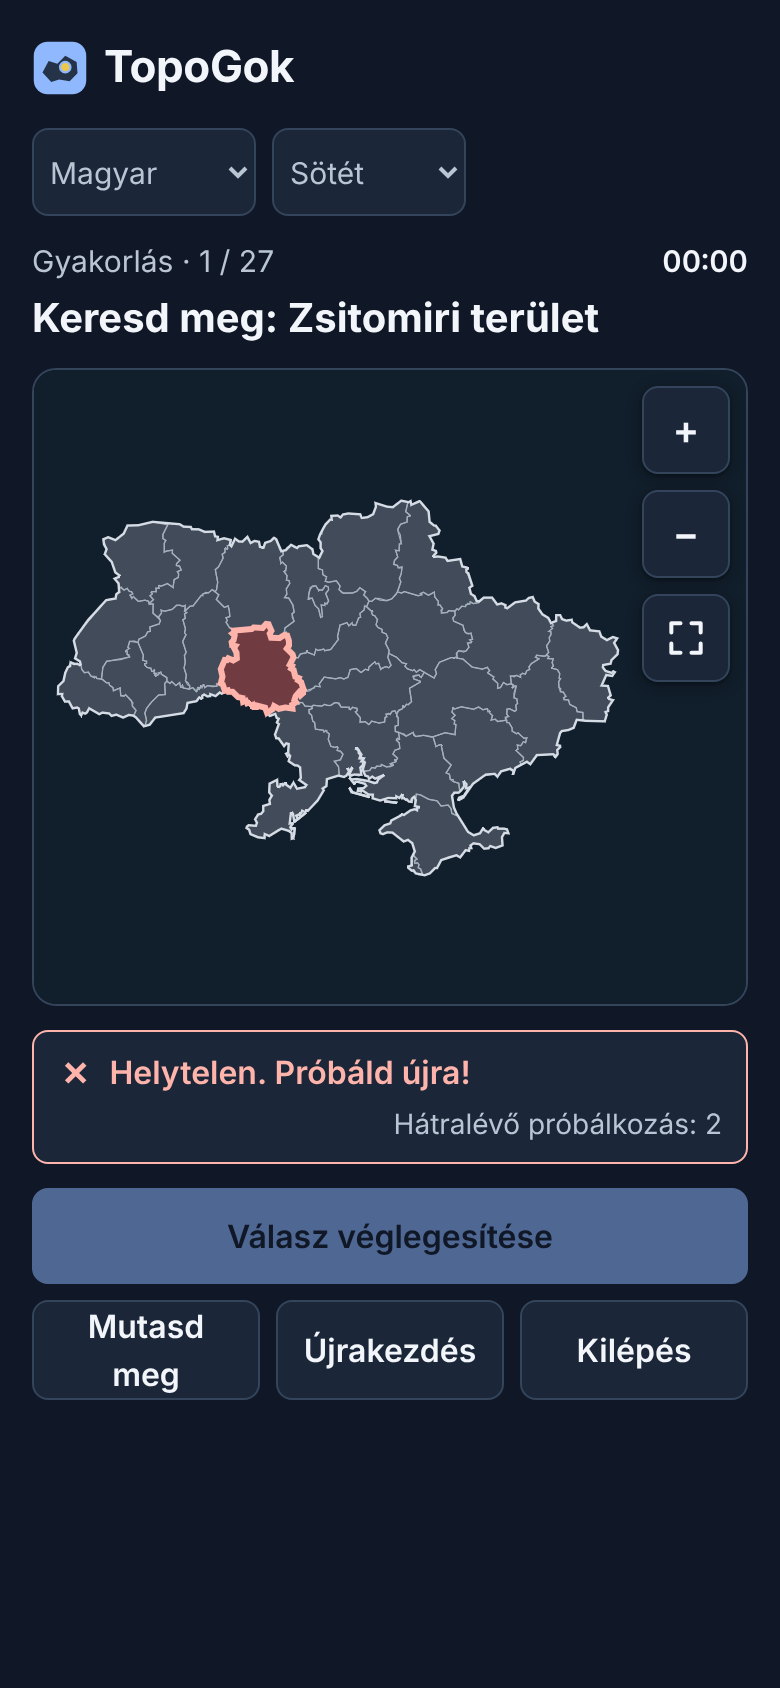 TopoGok
Magyar
Sötét
Gyakorlás · 1 / 27
00:00
Keresd meg: Zsitomiri terület
+
−
✕ Helytelen. Próbáld újra!
Hátralévő próbálkozás: 2
Válasz véglegesítése
Mutasd
meg
Újrakezdés
Kilépés